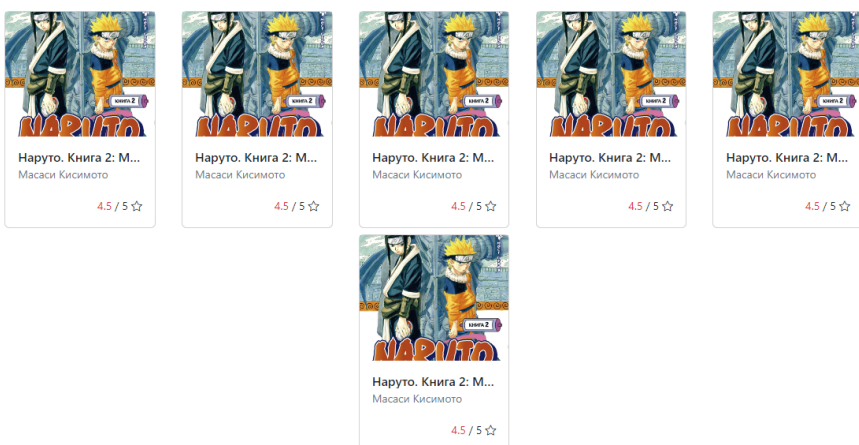 КНИГА 2
КНИГА 2
КНИГА 2
КНИГА 2
КНИГА 2
NARUTO
NARUTO
NARUTO
NARUTO
NARUTO
Наруто. Книга 2: М...
Наруто. Книга 2: М...
Наруто. Книга 2: М...
Наруто. Книга 2: М...
Наруто. Книга 2: М...
Масаси Кисимото
Масаси Кисимото
Масаси Кисимото
Масаси Кисимото
Масаси Кисимото
4.5 / 5 ☆
4.5 / 5 ☆
4.5 / 5 ☆
4.5 / 5 ☆
4.5 / 5 ☆
КНИГА 2
NARUTO
Наруто. Книга 2: М...
Масаси Кисимото
4.5 / 5 ☆